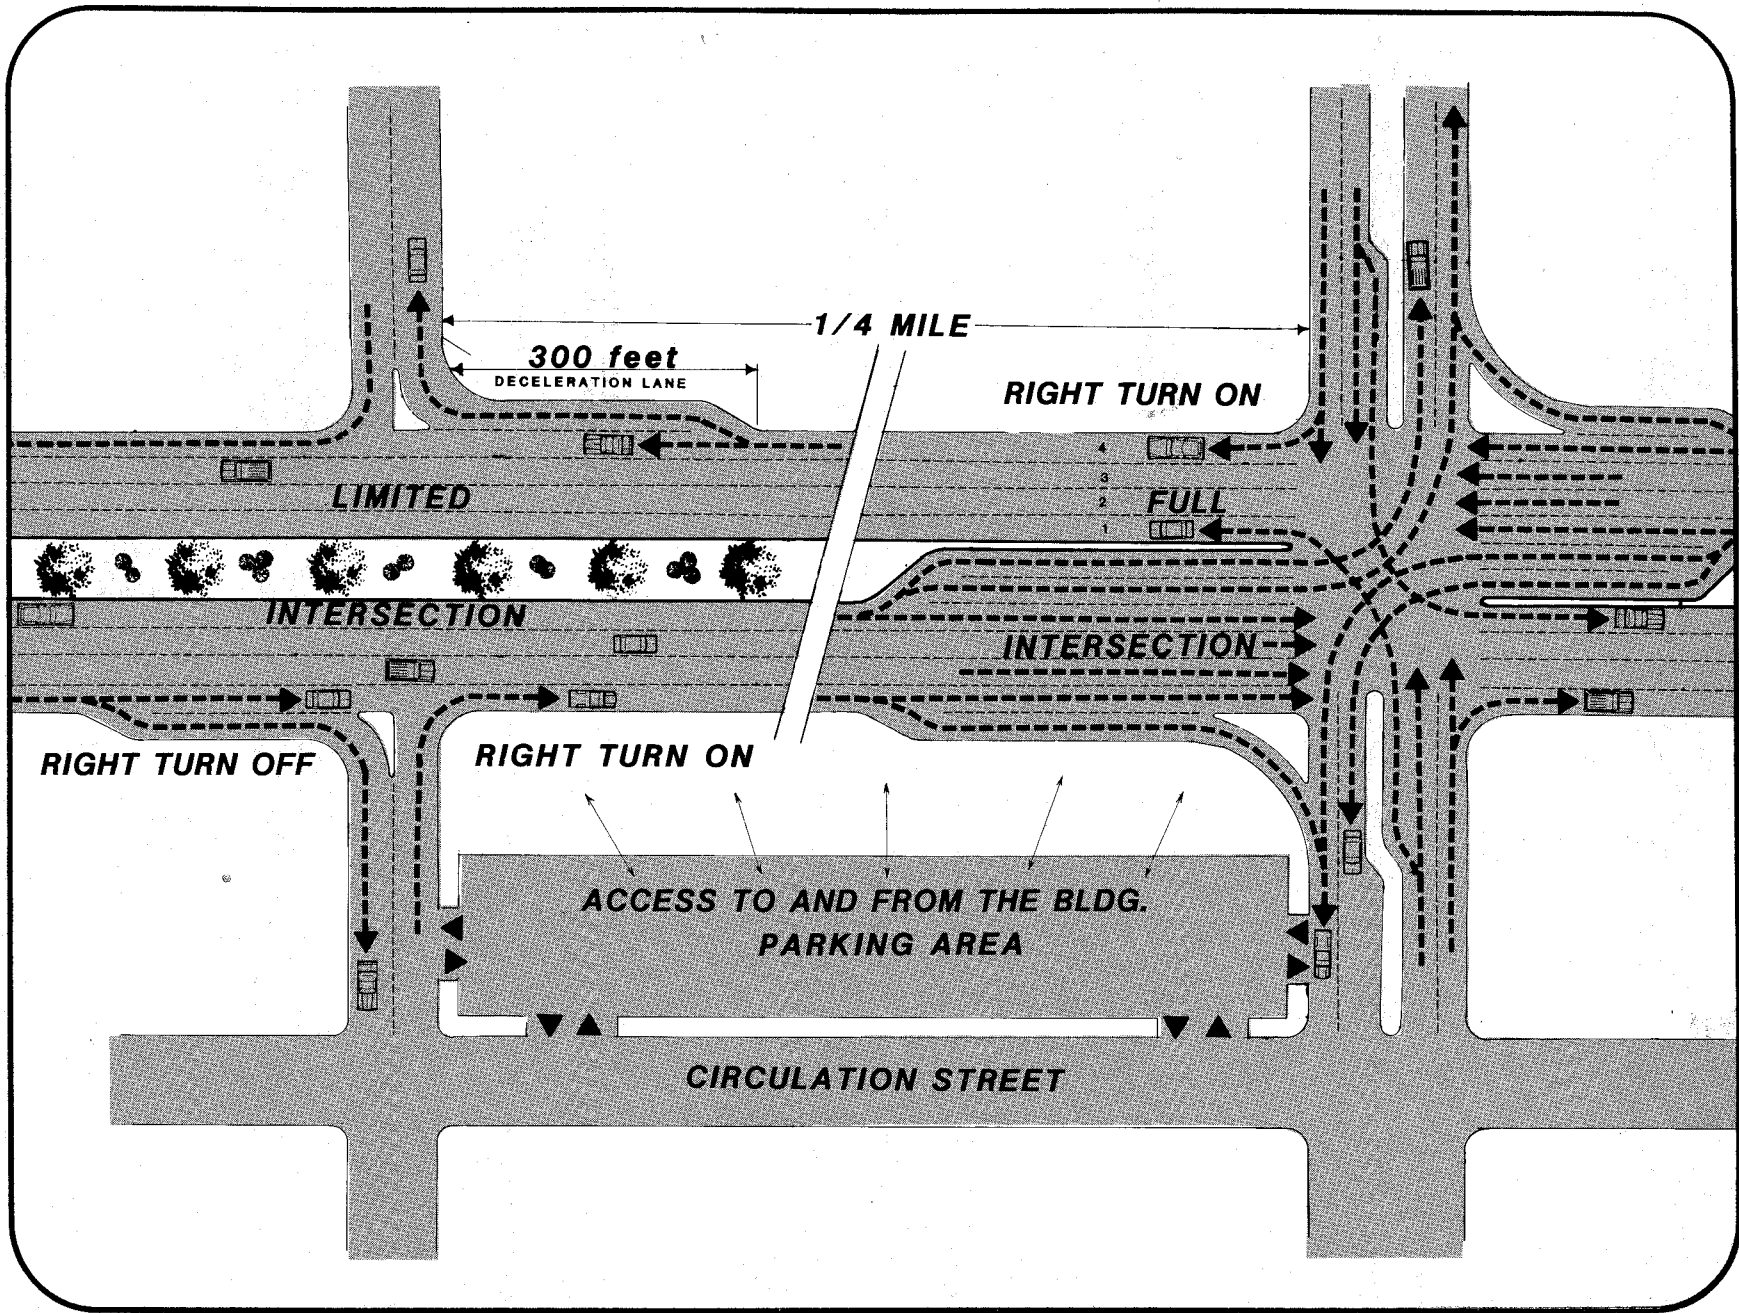 1/4 MILE
300 feet
DECELERATION LANE
RIGHT TURN ON
4
3
2
1
LIMITED
FULL
INTERSECTION
INTERSECTION
RIGHT TURN OFF
RIGHT TURN ON
ACCESS TO AND FROM THE BLDG.
PARKING AREA
CIRCULATION STREET